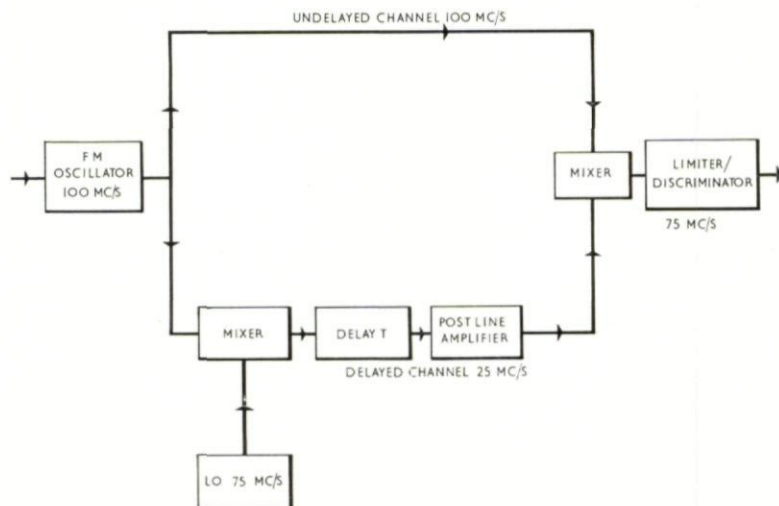 UNDELAYED CHANNEL 100 MC/S
FM
OSCILLATOR
100 MC/S
MIXER
LIMITER/
DISCRIMINATOR
75 MC/S
MIXER
DELAY T
POST LINE
AMPLIFIER
DELAYED CHANNEL 25 MC/S
LO 75 MC/S